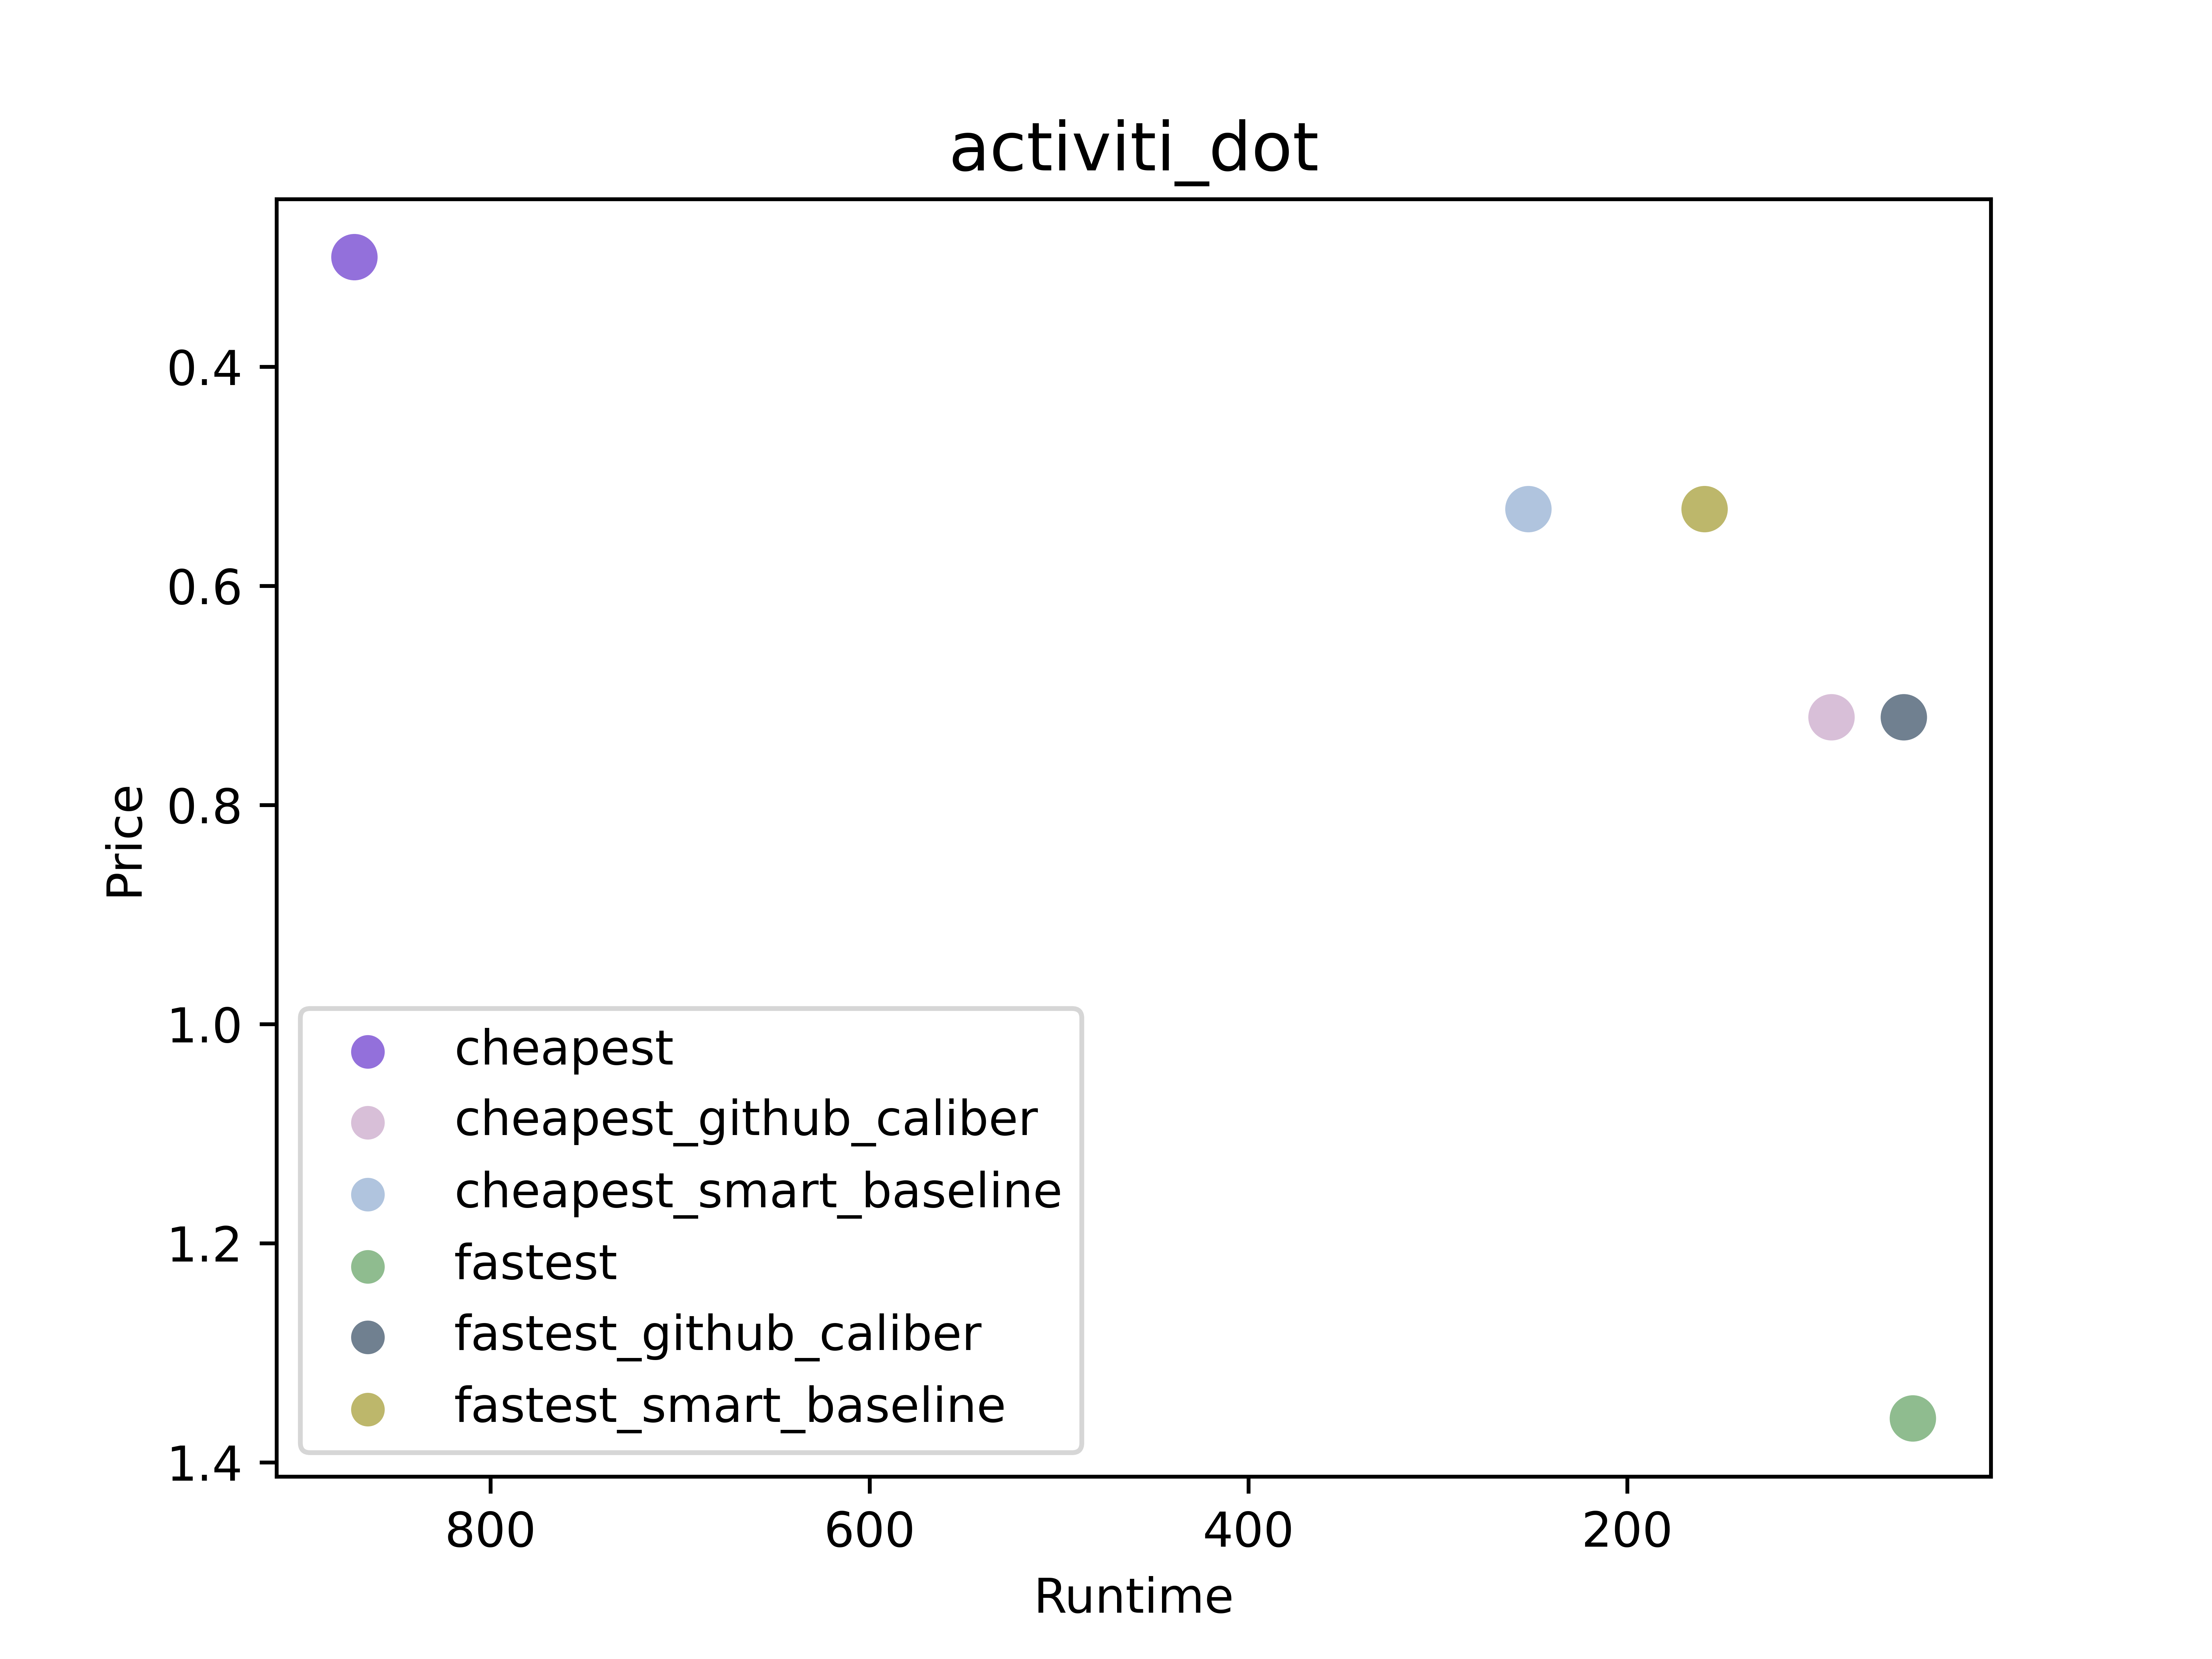 activiti_dot
0.4
0.6
0.8
1.0
1.2
1.4
Price
cheapest
cheapest_github_caliber
cheapest_smart_baseline
fastest
fastest_github_caliber
fastest_smart_baseline
800 600 400 200
Runtime